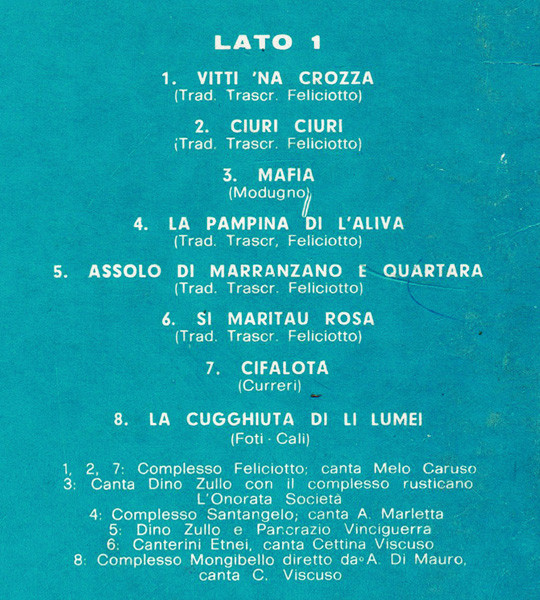 LATO 1
1. VITTI 'NA CROZZA
(Trad. Trascr. Feliciotto)
2. CIURI CIURI
(Trad. Trascr. Feliciotto)
3. MAFIA
(Modugno)
4. LA PAMPINA DI L'ALIVA
(Trad. Trascr, Feliciotto)
5. ASSOLO DI MARRANZANO E QUARTARA
(Trad. Trascr. Feliciotto)
6. SI MARITAU ROSA
(Trad. Trascr. Feliciotto)
7. CIFALOTA
(Curreri)
8. LA CUGGHIUTA DI LI LUMEI
(Foti - Cali)
1, 2, 7: Complesso Feliciotto; canta Melo Caruso
3: Canta Dino Zullo con il complesso rusticano
L'Onorata Società
4: Complesso Santangelo; canta A. Marletta
5: Dino Zullo e Pancrazio Vinciguerra
6: Canterini Etnei, canta Cettina Viscuso
8: Complesso Mongibello diretto da A. Di Mauro,
canta C. Viscuso